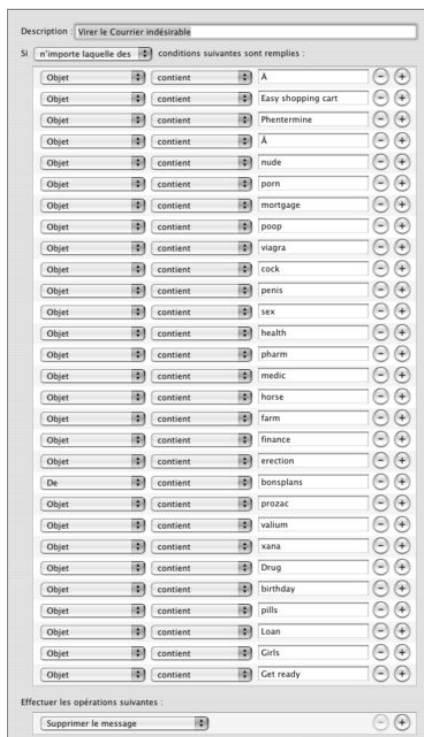 Description : Virer le Courrier indésirable
Si n'importe laquelle des conditions suivantes sont remplies :
Objet contient À
Objet contient Easy shopping cart
Objet contient Phentermine
Objet contient Â
Objet contient nude
Objet contient porn
Objet contient mortgage
Objet contient poop
Objet contient viagra
Objet contient cock
Objet contient penis
Objet contient sex
Objet contient health
Objet contient pharm
Objet contient medic
Objet contient horse
Objet contient farm
Objet contient finance
Objet contient erection
De contient bonsplans
Objet contient prozac
Objet contient valium
Objet contient xana
Objet contient Drug
Objet contient birthday
Objet contient pills
Objet contient Loan
Objet contient Girls
Objet contient Get ready
Effectuer les opérations suivantes :
Supprimer le message